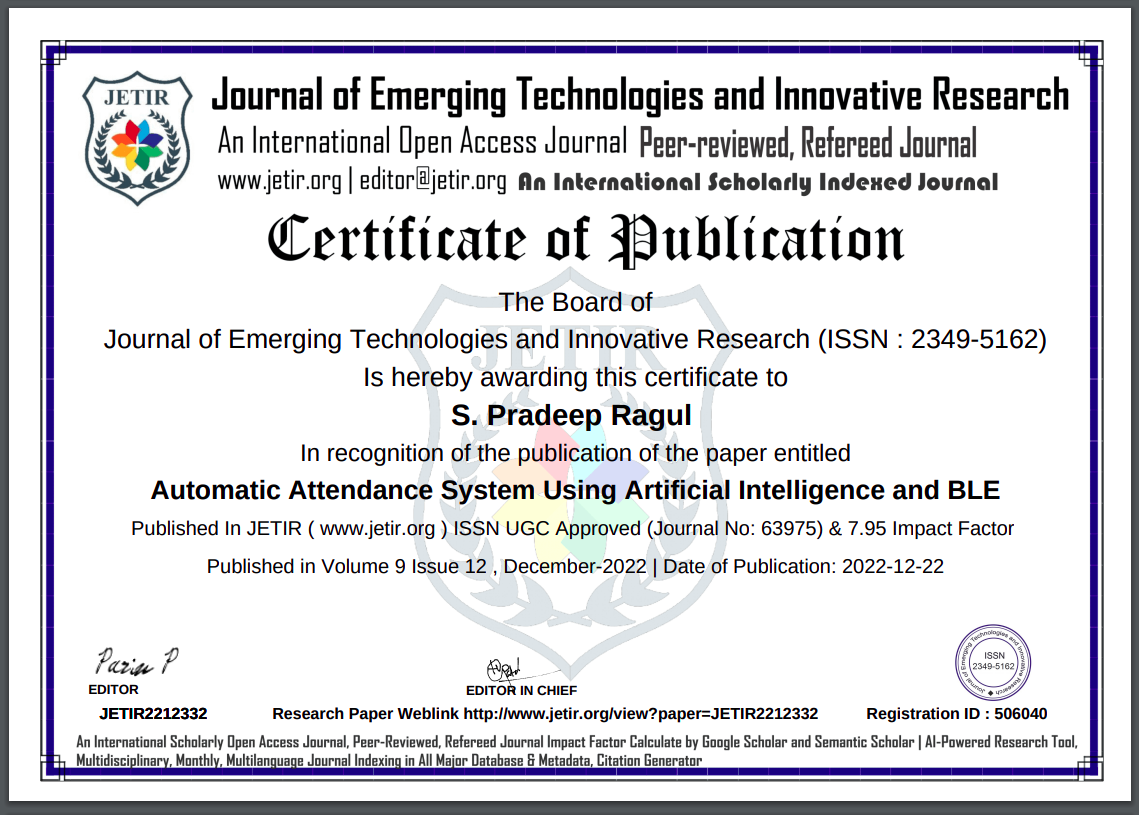 JETIR
Journal of Emerging Technologies and Innovative Research
An International Open Access Journal Peer-reviewed, Refereed Journal
www.jetir.org | editor@jetir.org An International Scholarly Indexed Journal
Certificate of Publication
The Board of
JETIR
Journal of Emerging Technologies and Innovative Research (ISSN : 2349-5162)
Is hereby awarding this certificate to
S. Pradeep Ragul
In recognition of the publication of the paper entitled
Automatic Attendance System Using Artificial Intelligence and BLE
Published In JETIR ( www.jetir.org ) ISSN UGC Approved (Journal No: 63975) & 7.95 Impact Factor
Published in Volume 9 Issue 12 , December-2022 | Date of Publication: 2022-12-22
EDITOR
EDITOR IN CHIEF
Journal of Emerging Technologies and Innovative Research
ISSN
2349-5162
JETIR2212332
Research Paper Weblink http://www.jetir.org/view?paper=JETIR2212332
Registration ID : 506040
An International Scholarly Open Access Journal, Peer-Reviewed, Refereed Journal Impact Factor Calculate by Google Scholar and Semantic Scholar | AI-Powered Research Tool,
Multidisciplinary, Monthly, Multilanguage Journal Indexing in All Major Database & Metadata, Citation Generator